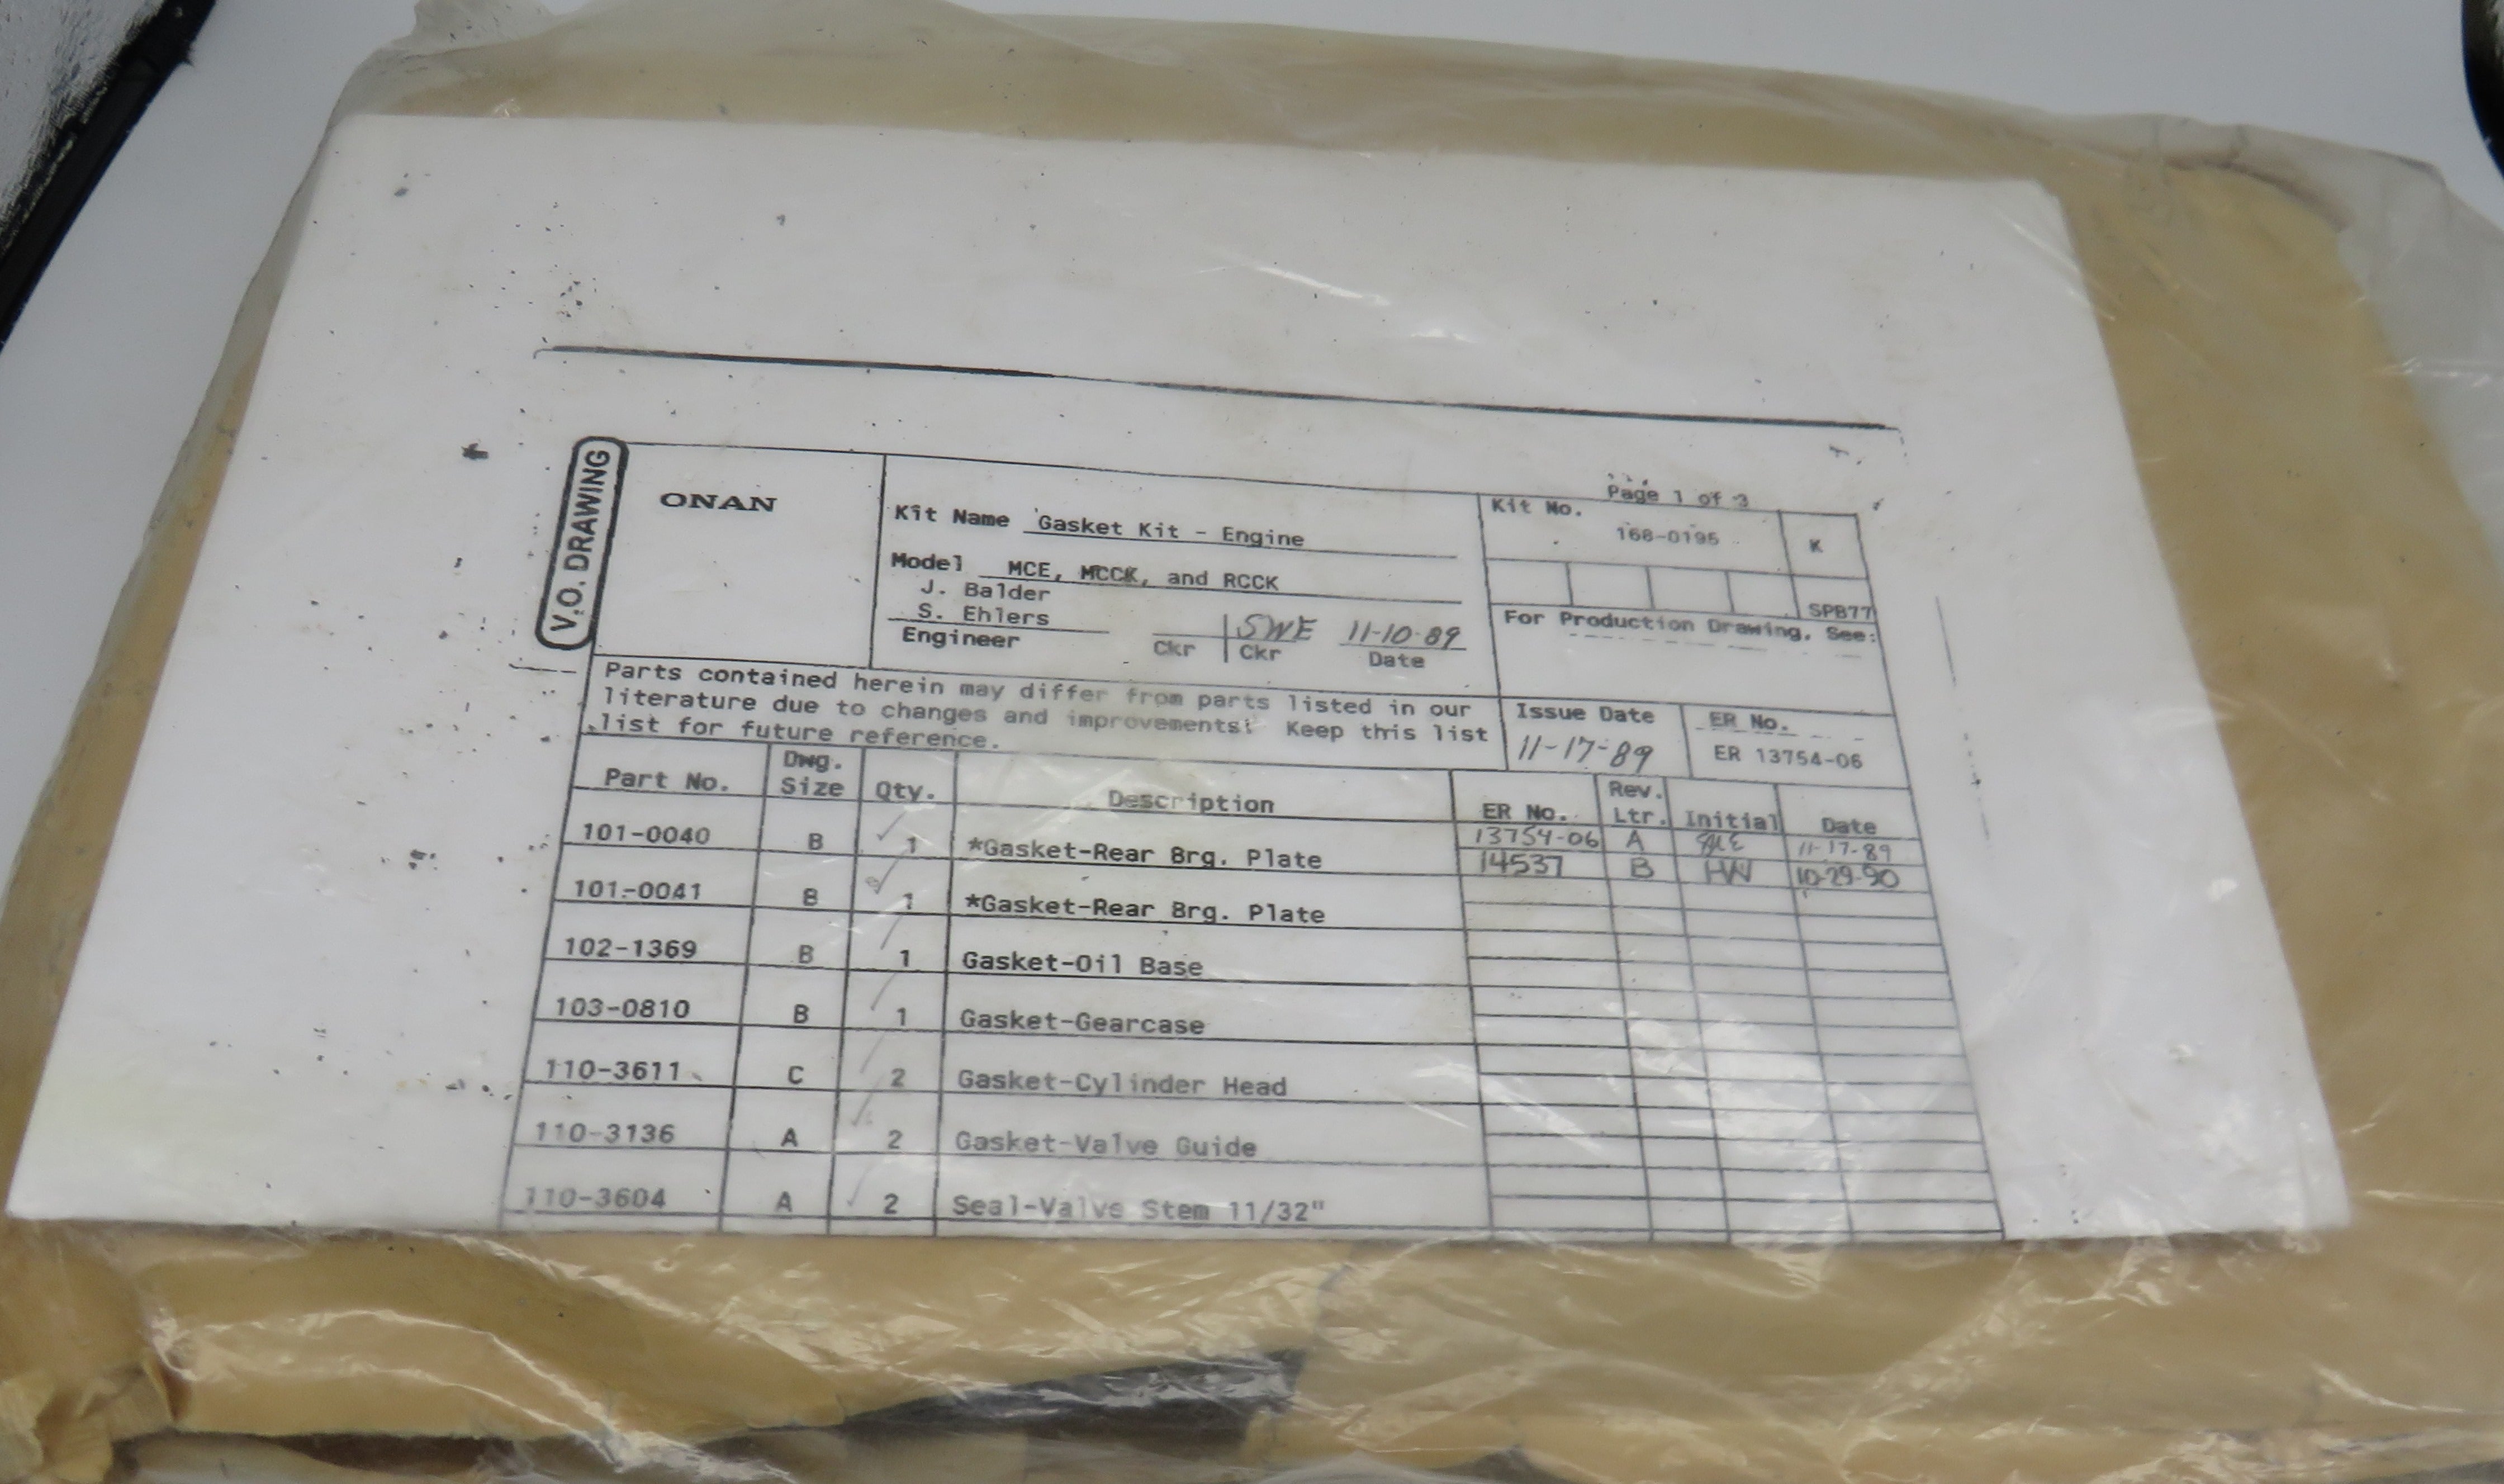 V.O. DRAWING
ONAN
Page 1 of 3
Kit Name Gasket Kit - Engine
Kit No. 168-0195 K
Model MCE, MCCK, and RCCK
J. Balder
S. Ehlers
SPB77
Engineer
Ckr
SWE
Ckr
11-10-89
Date
For Production Drawing, See:
Parts contained herein may differ from parts listed in our
literature due to changes and improvements! Keep this list
list for future reference.
Issue Date
11-17-89
ER No.
ER 13754-06
Part No. Dwg. Size Qty. Description ER No. Rev. Ltr. Initial Date
101-0040 B 1 *Gasket-Rear Brg. Plate 13754-06 A 11-17-89
14537 B HW 10-29-90
101-0041 B 1 *Gasket-Rear Brg. Plate
102-1369 B 1 Gasket-Oil Base
103-0810 B 1 Gasket-Gearcase
110-3611 C 2 Gasket-Cylinder Head
110-3136 A 2 Gasket-Valve Guide
110-3604 A 2 Seal-Valve Stem 11/32"